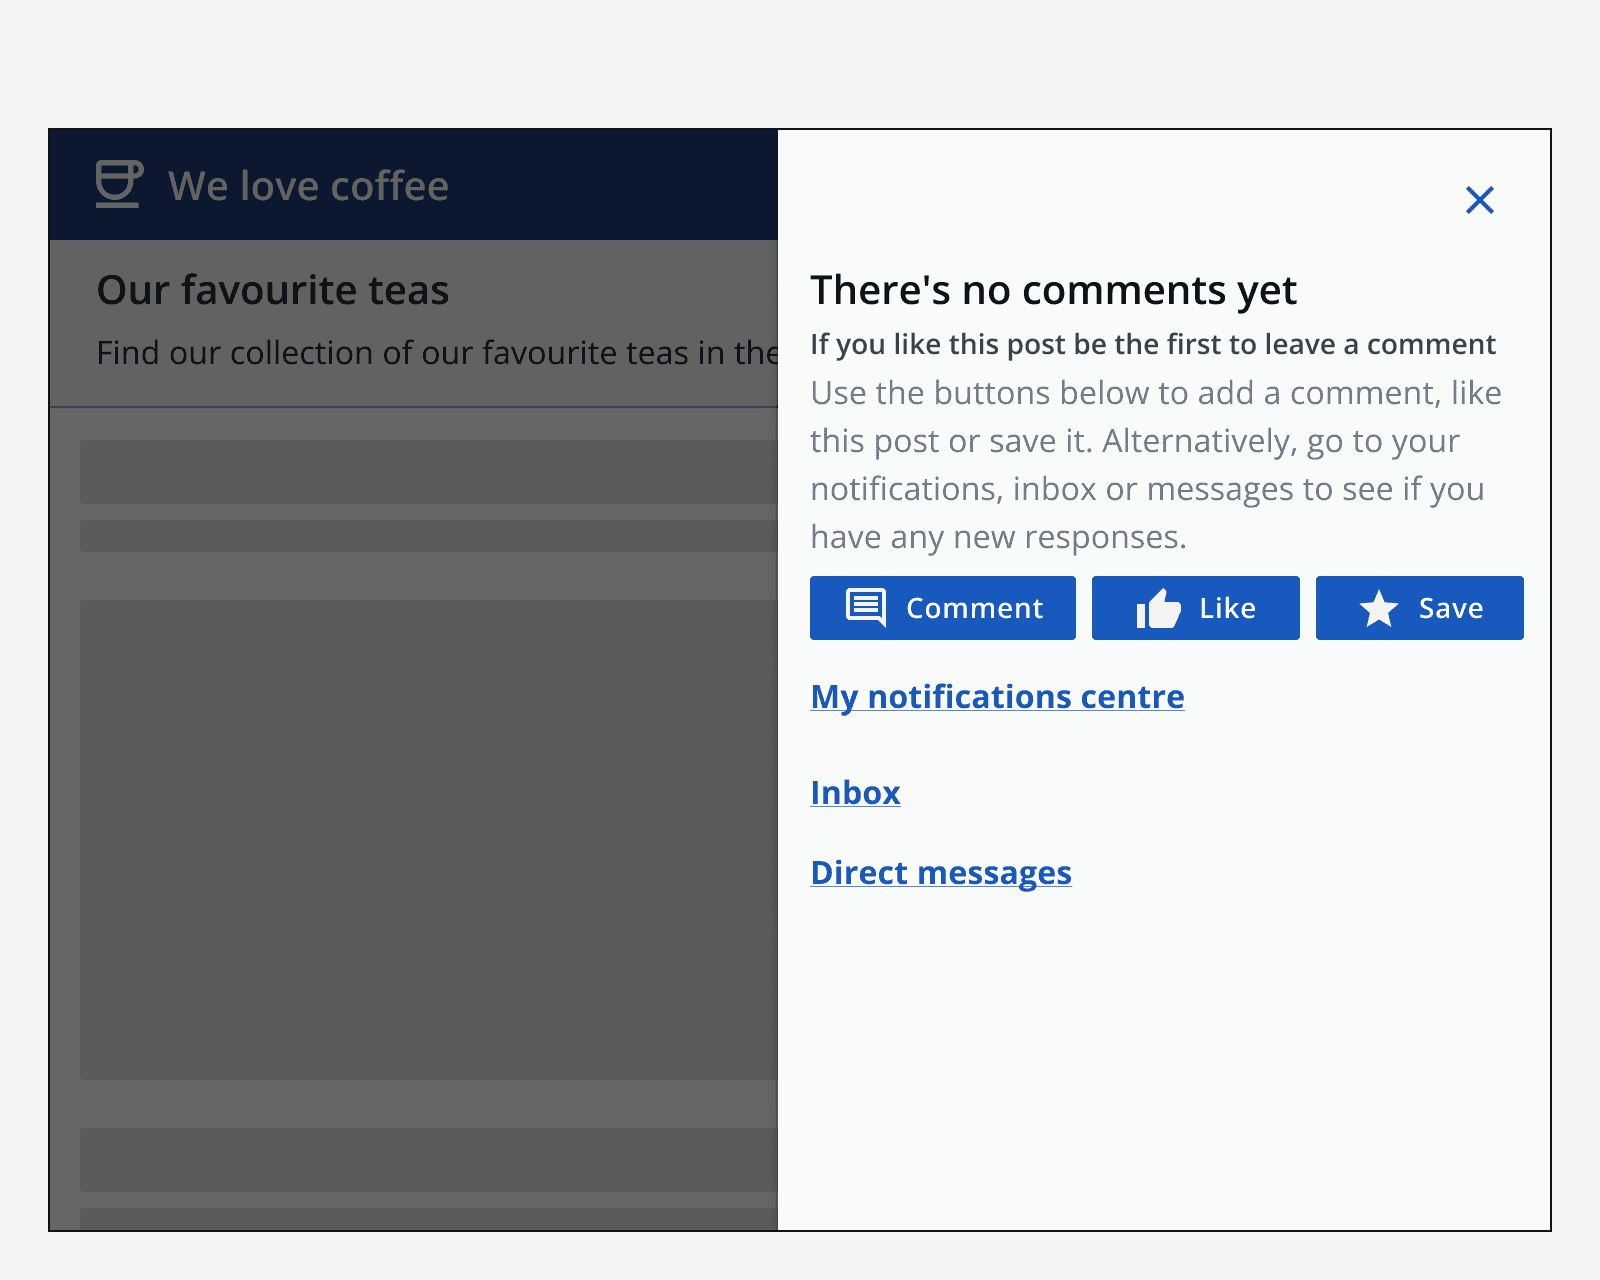 We love coffee
Our favourite teas
Find our collection of our favourite teas in the
There's no comments yet
If you like this post be the first to leave a comment
Use the buttons below to add a comment, like
this post or save it. Alternatively, go to your
notifications, inbox or messages to see if you
have any new responses.
Comment Like Save
My notifications centre
Inbox
Direct messages